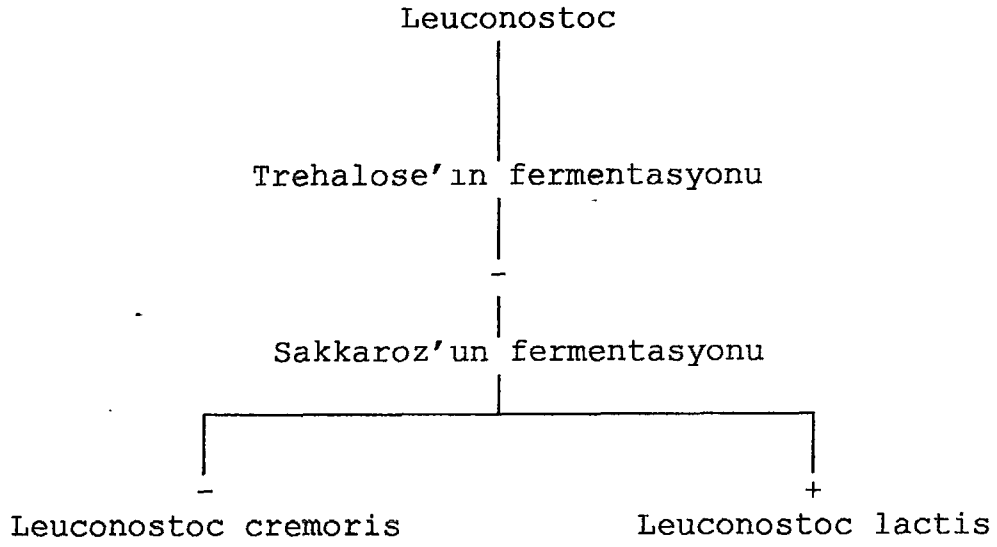 Leuconostoc
Trehalose'ın fermentasyonu
-
Sakkaroz'un fermentasyonu
- +
Leuconostoc cremoris Leuconostoc lactis